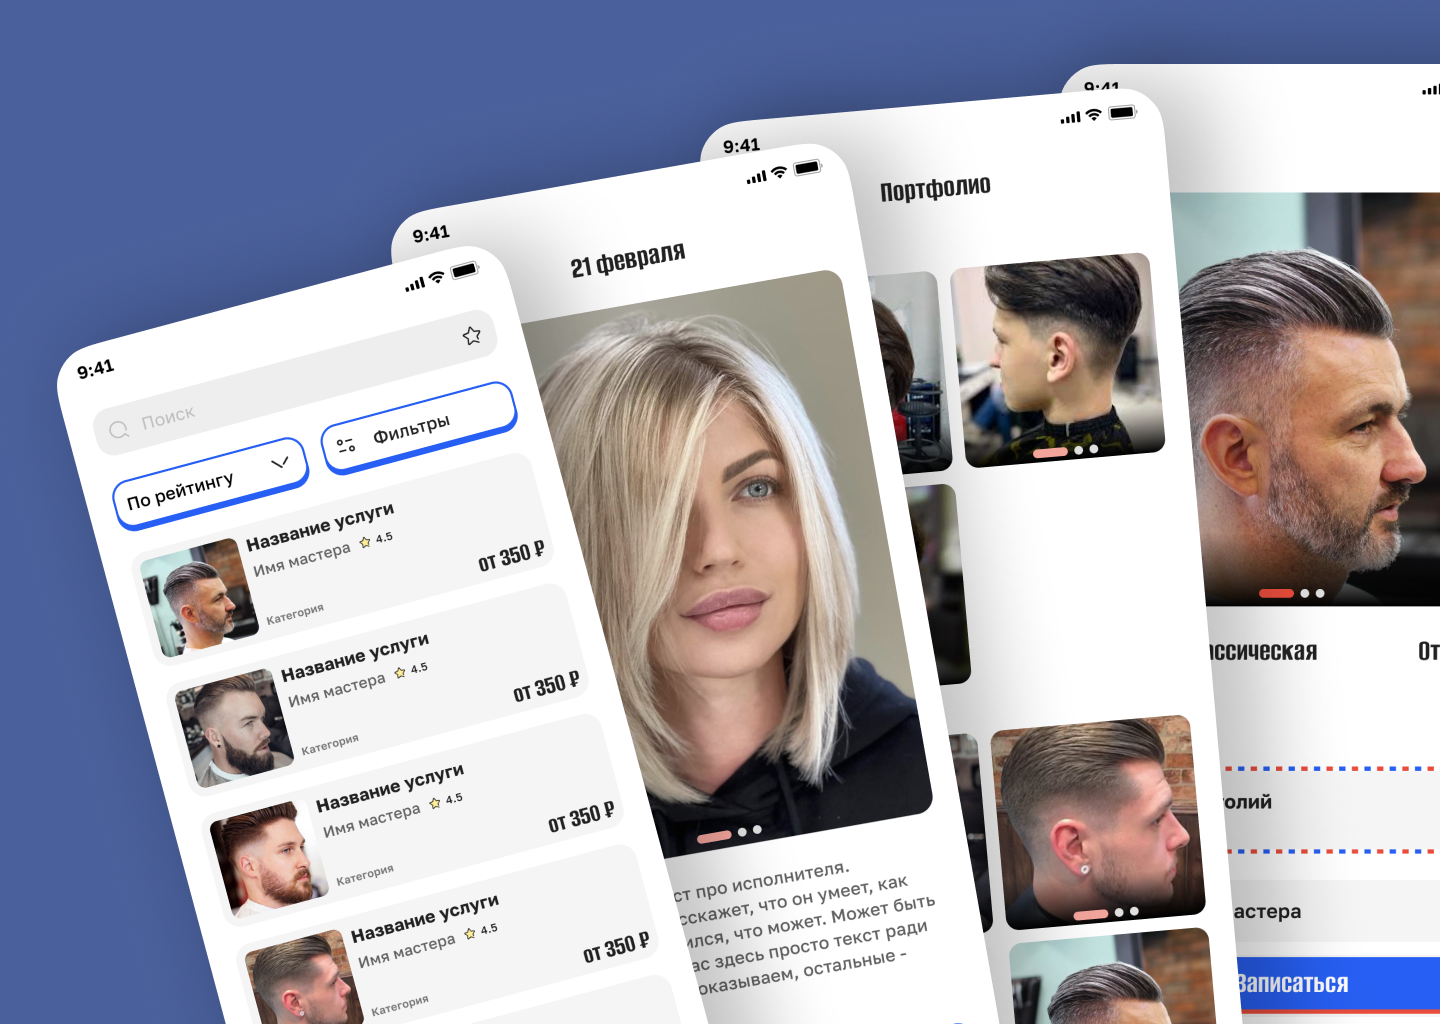 9:41
Поиск
По рейтингу
Фильтры
Название услуги
Имя мастера 4.5
от 350 ₽
Категория
Название услуги
Имя мастера 4.5
от 350 ₽
Категория
Название услуги
Имя мастера 4.5
от 350 ₽
Категория
Название услуги
Имя мастера 4.5
от 350 ₽
Категория
9:41
21 февраля
ст про исполнителя.
сскажет, что он умеет, как
ился, что может. Может быть
ас здесь просто текст ради
оказываем, остальные -
9:41
Портфолио
9:41
ассическая
От
олий
астера
Записаться